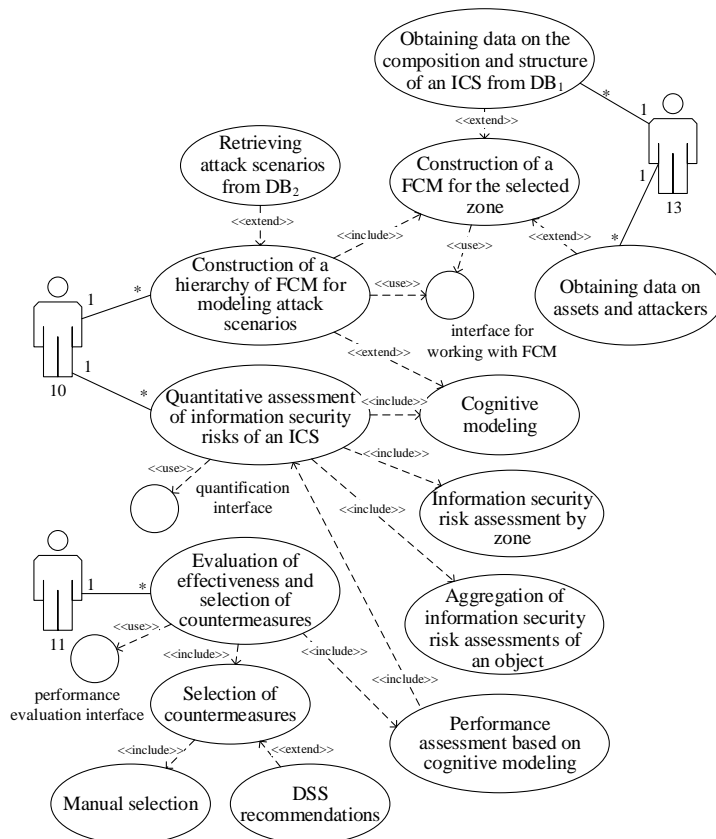 Obtaining data on the
composition and structure
of an ICS from DB1
*
1
<<extend>>
1
13
Retrieving
attack scenarios
from DB2
Construction of a
FCM for the selected
zone
<<extend>>
<<include>>
<<use>>
<<extend>>
*
Construction of a
hierarchy of FCM for
modeling attack
scenarios
<<use>>
Obtaining data on
assets and attackers
1
*
interface for
working with FCM
<<extend>>
1
10
*
Quantitative assessment
of information security
risks of an ICS
<<include>>
Cognitive
modeling
<<use>>
<<include>>
quantification
interface
<<include>>
Information security
risk assessment by
zone
Evaluation of
effectiveness and
selection of
countermeasures
1
*
11
<<use>>
<<include>>
<<include>>
Aggregation of
information security
risk assessments of
an object
<<include>>
performance
evaluation interface
Selection of
countermeasures
Performance
assessment based on
cognitive modeling
<<include>>
<<extend>>
Manual selection
DSS
recommendations